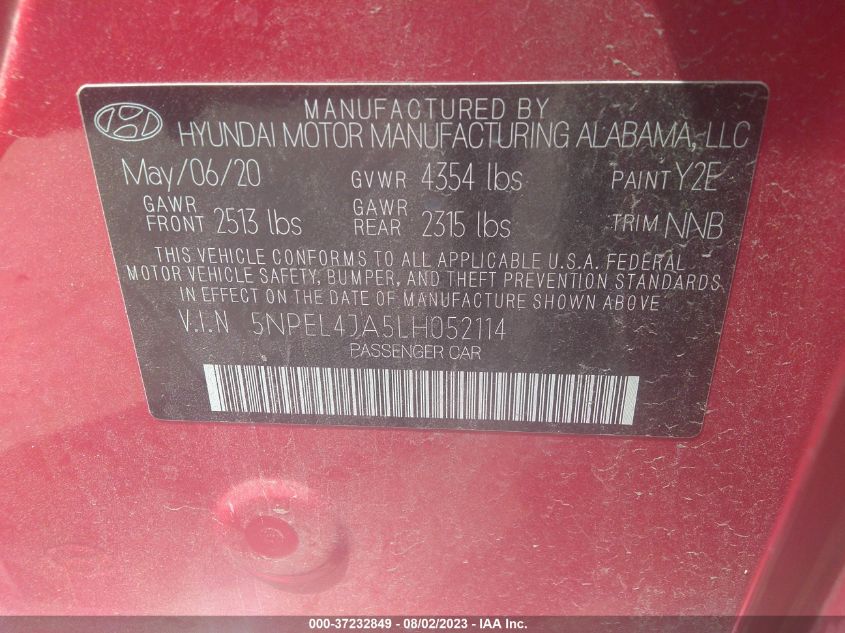 MANUFACTURED BY
HYUNDAI MOTOR MANUFACTURING ALABAMA, LLC
May/06/20 GVWR 4354 lbs PAINT Y2E
GAWR FRONT 2513 lbs GAWR REAR 2315 lbs TRIM NNB
THIS VEHICLE CONFORMS TO ALL APPLICABLE U.S.A. FEDERAL
MOTOR VEHICLE SAFETY, BUMPER, AND THEFT PREVENTION STANDARDS
IN EFFECT ON THE DATE OF MANUFACTURE SHOWN ABOVE
V.I.N 5NPEL4JA5LH052114
PASSENGER CAR
000-37232849 - 08/02/2023 - IAA Inc.